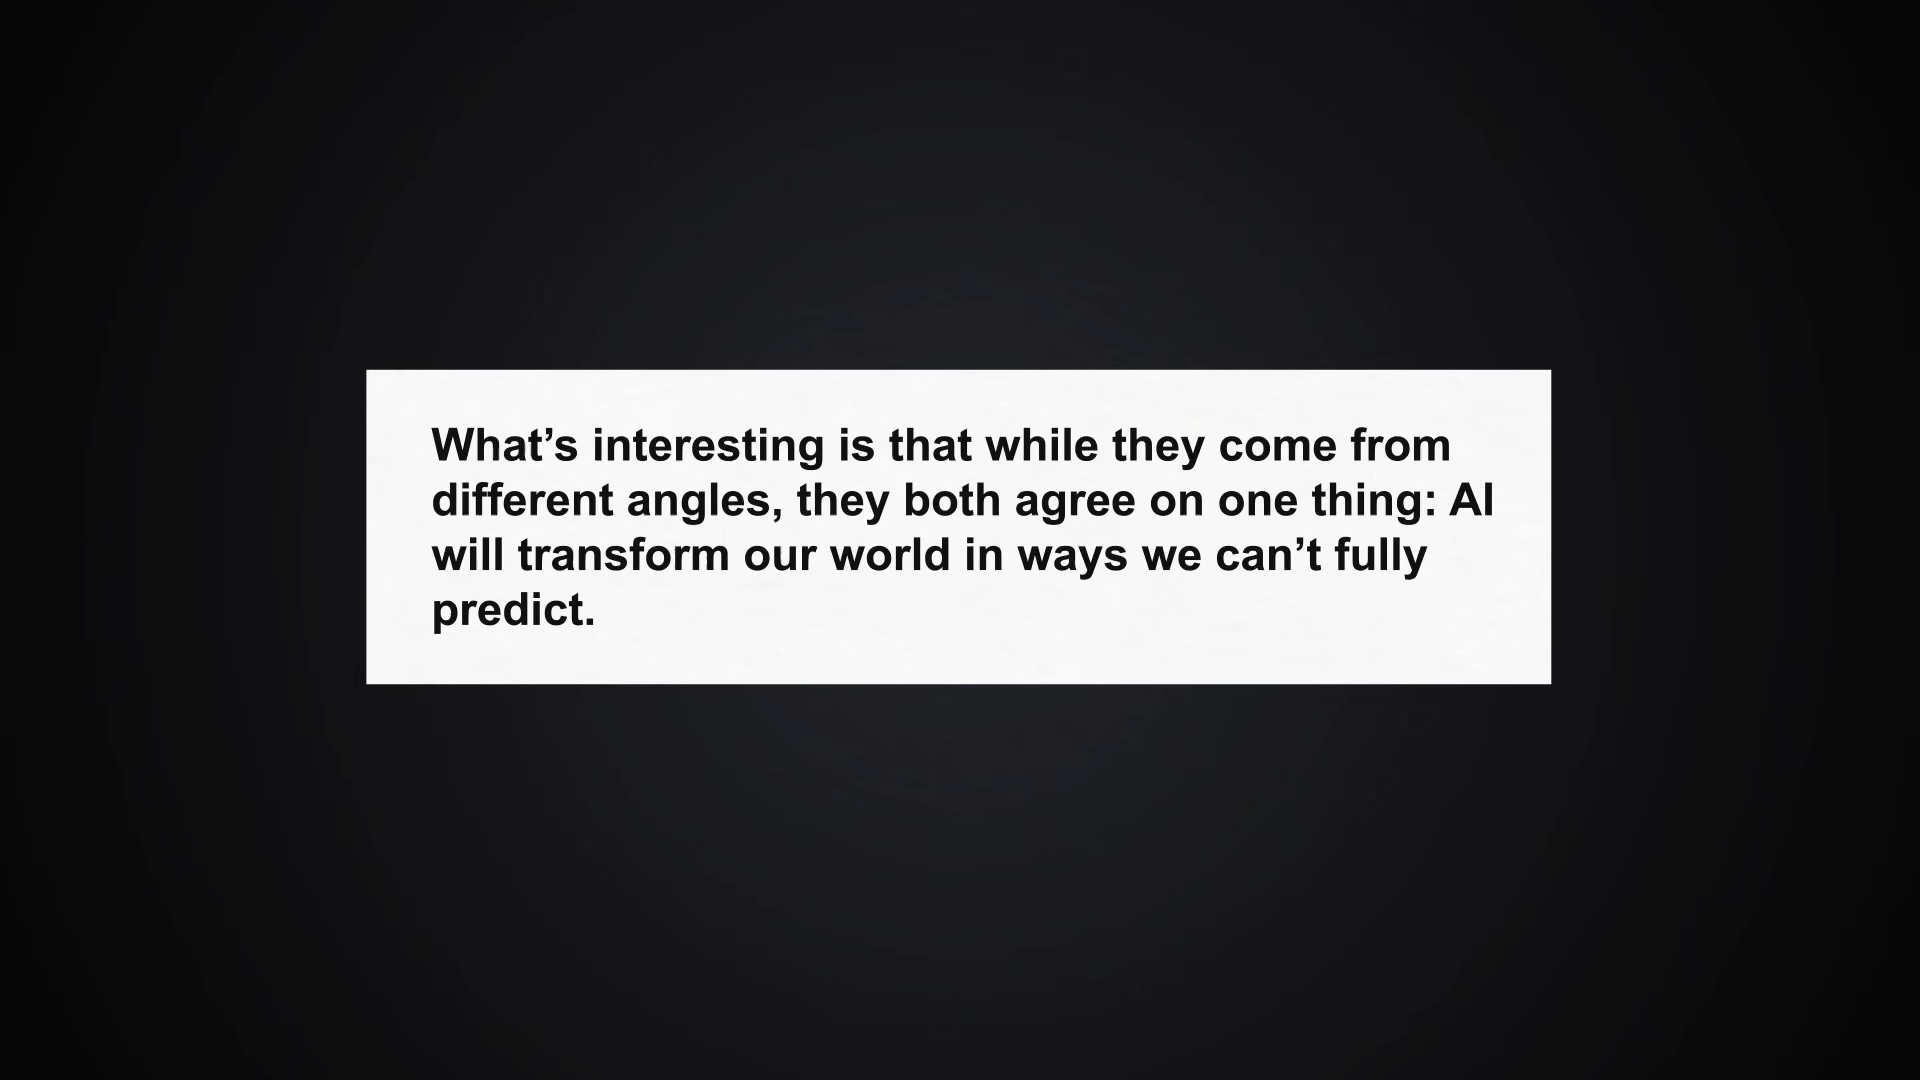 What’s interesting is that while they come from
different angles, they both agree on one thing: AI
will transform our world in ways we can’t fully
predict.